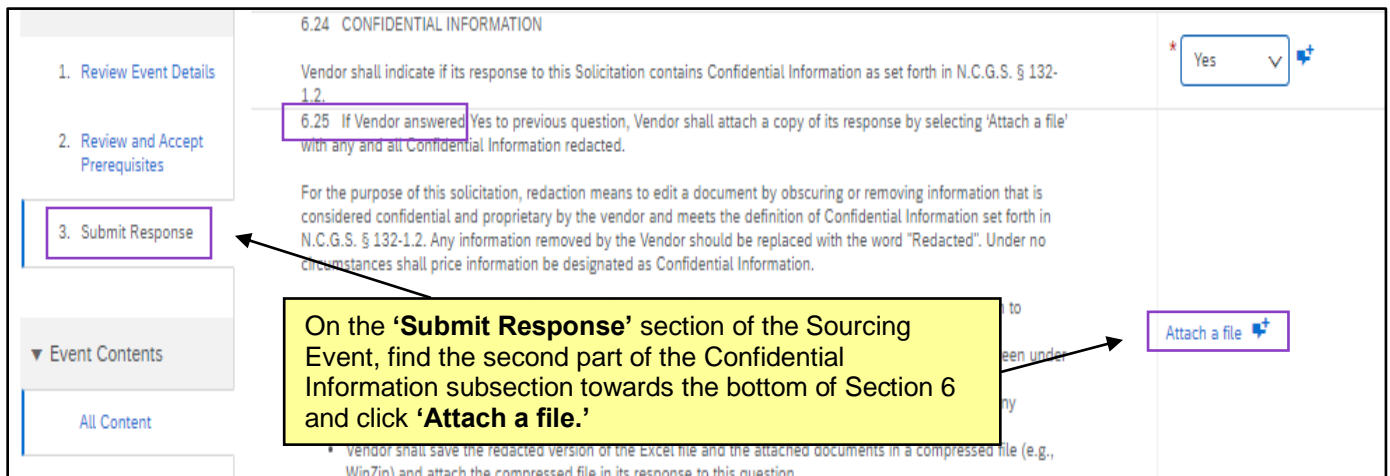 6.24 CONFIDENTIAL INFORMATION
1. Review Event Details
Vendor shall indicate if its response to this Solicitation contains Confidential Information as set forth in N.C.G.S. § 132-
1.2.
* Yes
6.25 If Vendor answered Yes to previous question, Vendor shall attach a copy of its response by selecting ‘Attach a file’
with any and all Confidential Information redacted.
2. Review and Accept
Prerequisites
For the purpose of this solicitation, redaction means to edit a document by obscuring or removing information that is
considered confidential and proprietary by the vendor and meets the definition of Confidential Information set forth in
N.C.G.S. § 132-1.2. Any information removed by the Vendor should be replaced with the word "Redacted". Under no
circumstances shall price information be designated as Confidential Information.
3. Submit Response
On the ‘Submit Response’ section of the Sourcing
Event, find the second part of the Confidential
Information subsection towards the bottom of Section 6
and click ‘Attach a file.’
to
een under
ny
Attach a file
▼ Event Contents
All Content
• Vendor shall save the redacted version of the Excel file and the attached documents in a compressed file (e.g.,
WinZip) and attach the compressed file in its response to this question.